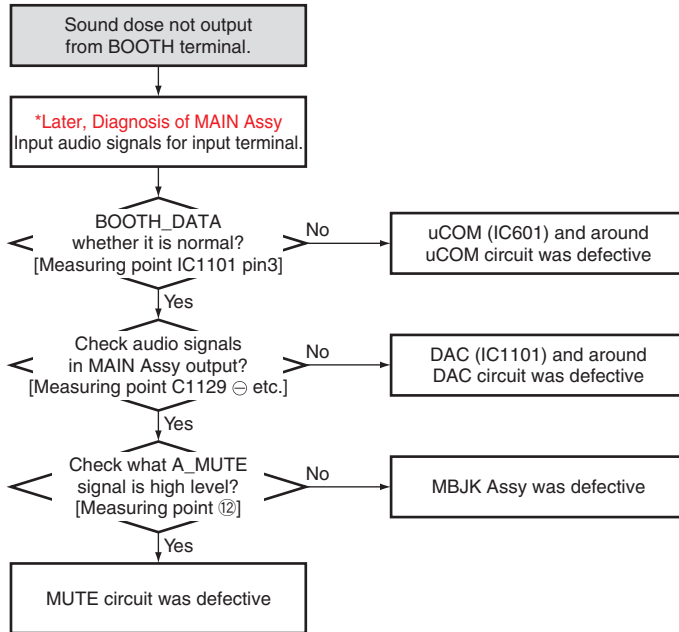 Sound dose not output
from BOOTH terminal.
*Later, Diagnosis of MAIN Assy
Input audio signals for input terminal.
BOOTH_DATA
whether it is normal?
[Measuring point IC1101 pin3]
No
uCOM (IC601) and around
uCOM circuit was defective
Yes
Check audio signals
in MAIN Assy output?
[Measuring point C1129 ⊖ etc.]
No
DAC (IC1101) and around
DAC circuit was defective
Yes
Check what A_MUTE
signal is high level?
[Measuring point ⑫]
No
MBJK Assy was defective
Yes
MUTE circuit was defective